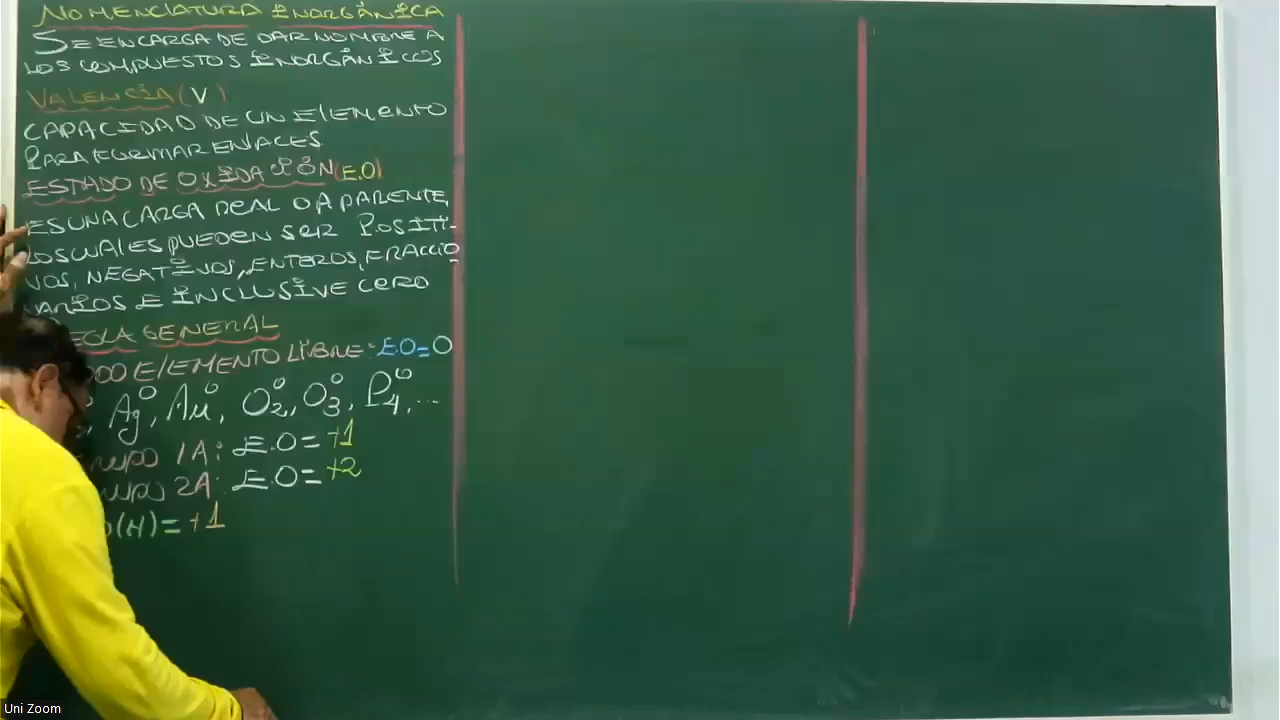 NOMENCLATURA INORGÁNICA
SE ENCARGA DE DAR NOMBRE A
LOS COMPUESTOS INORGÁNICOS
VALENCIA (V)
CAPACIDAD DE UN ELEMENTO
PARA FORMAR ENLACES
ESTADO DE OXIDACIÓN (E.O)
ES UNA CARGA REAL O APARENTE,
LOS CUALES PUEDEN SER POSITI-
VOS, NEGATIVOS, ENTEROS, FRACCIO-
NARIOS E INCLUSIVE CERO
GENERAL
ELEMENTO LIBRE: E.O=0
Ag⁰, Au⁰, O₂⁰, O₃⁰, P₄⁰,...
1A: E.O=+1
2A: E.O=+2
(H)=+1
Uni Zoom